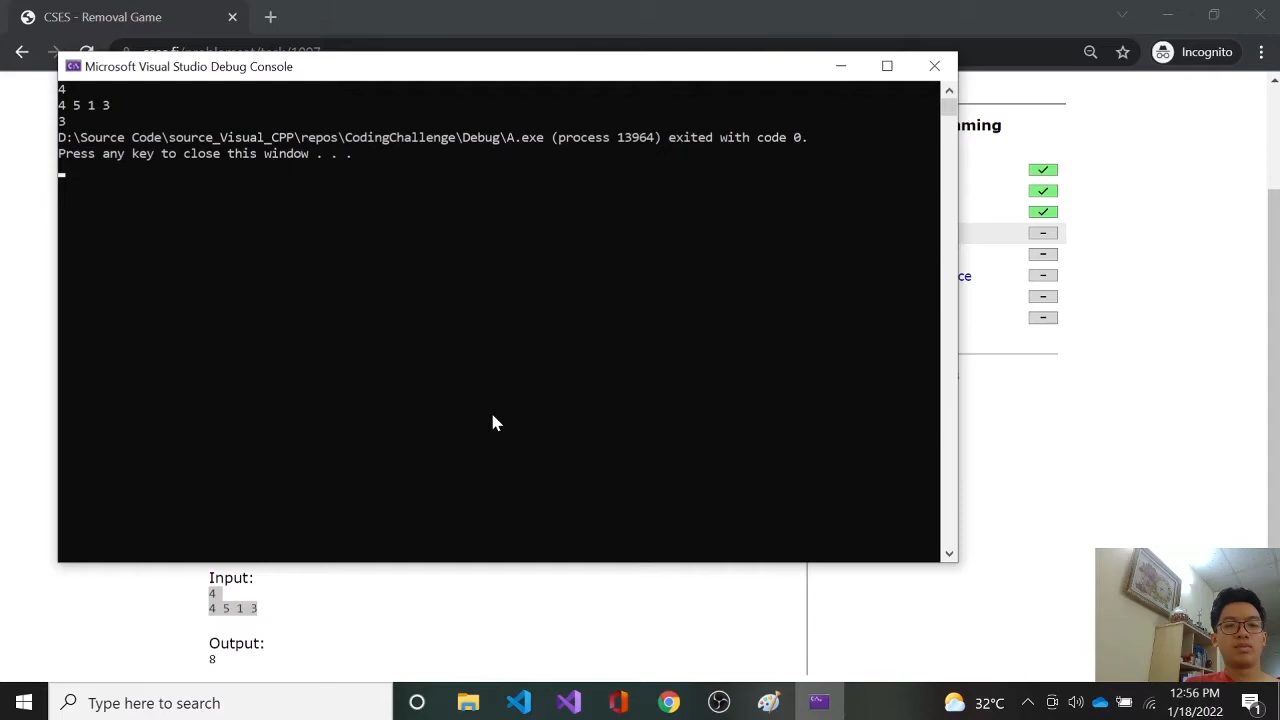 CSES - Removal Game
Incognito
Microsoft Visual Studio Debug Console
4
4 5 1 3
3
D:\Source Code\source_Visual_CPP\repos\CodingChallenge\Debug\A.exe (process 13964) exited with code 0.
Press any key to close this window . . .
mming
ce
Input:
4
4 5 1 3
Output:
8
Type here to search
32°C
12:56 PM
1/18/2022
1